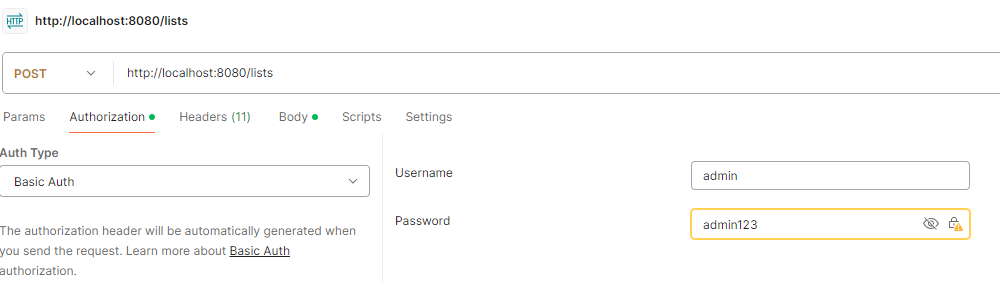 HTTP http://localhost:8080/lists
POST http://localhost:8080/lists
Params Authorization Headers (11) Body Scripts Settings
Auth Type
Basic Auth
The authorization header will be automatically generated when
you send the request. Learn more about Basic Auth
authorization.
Username admin
Password admin123